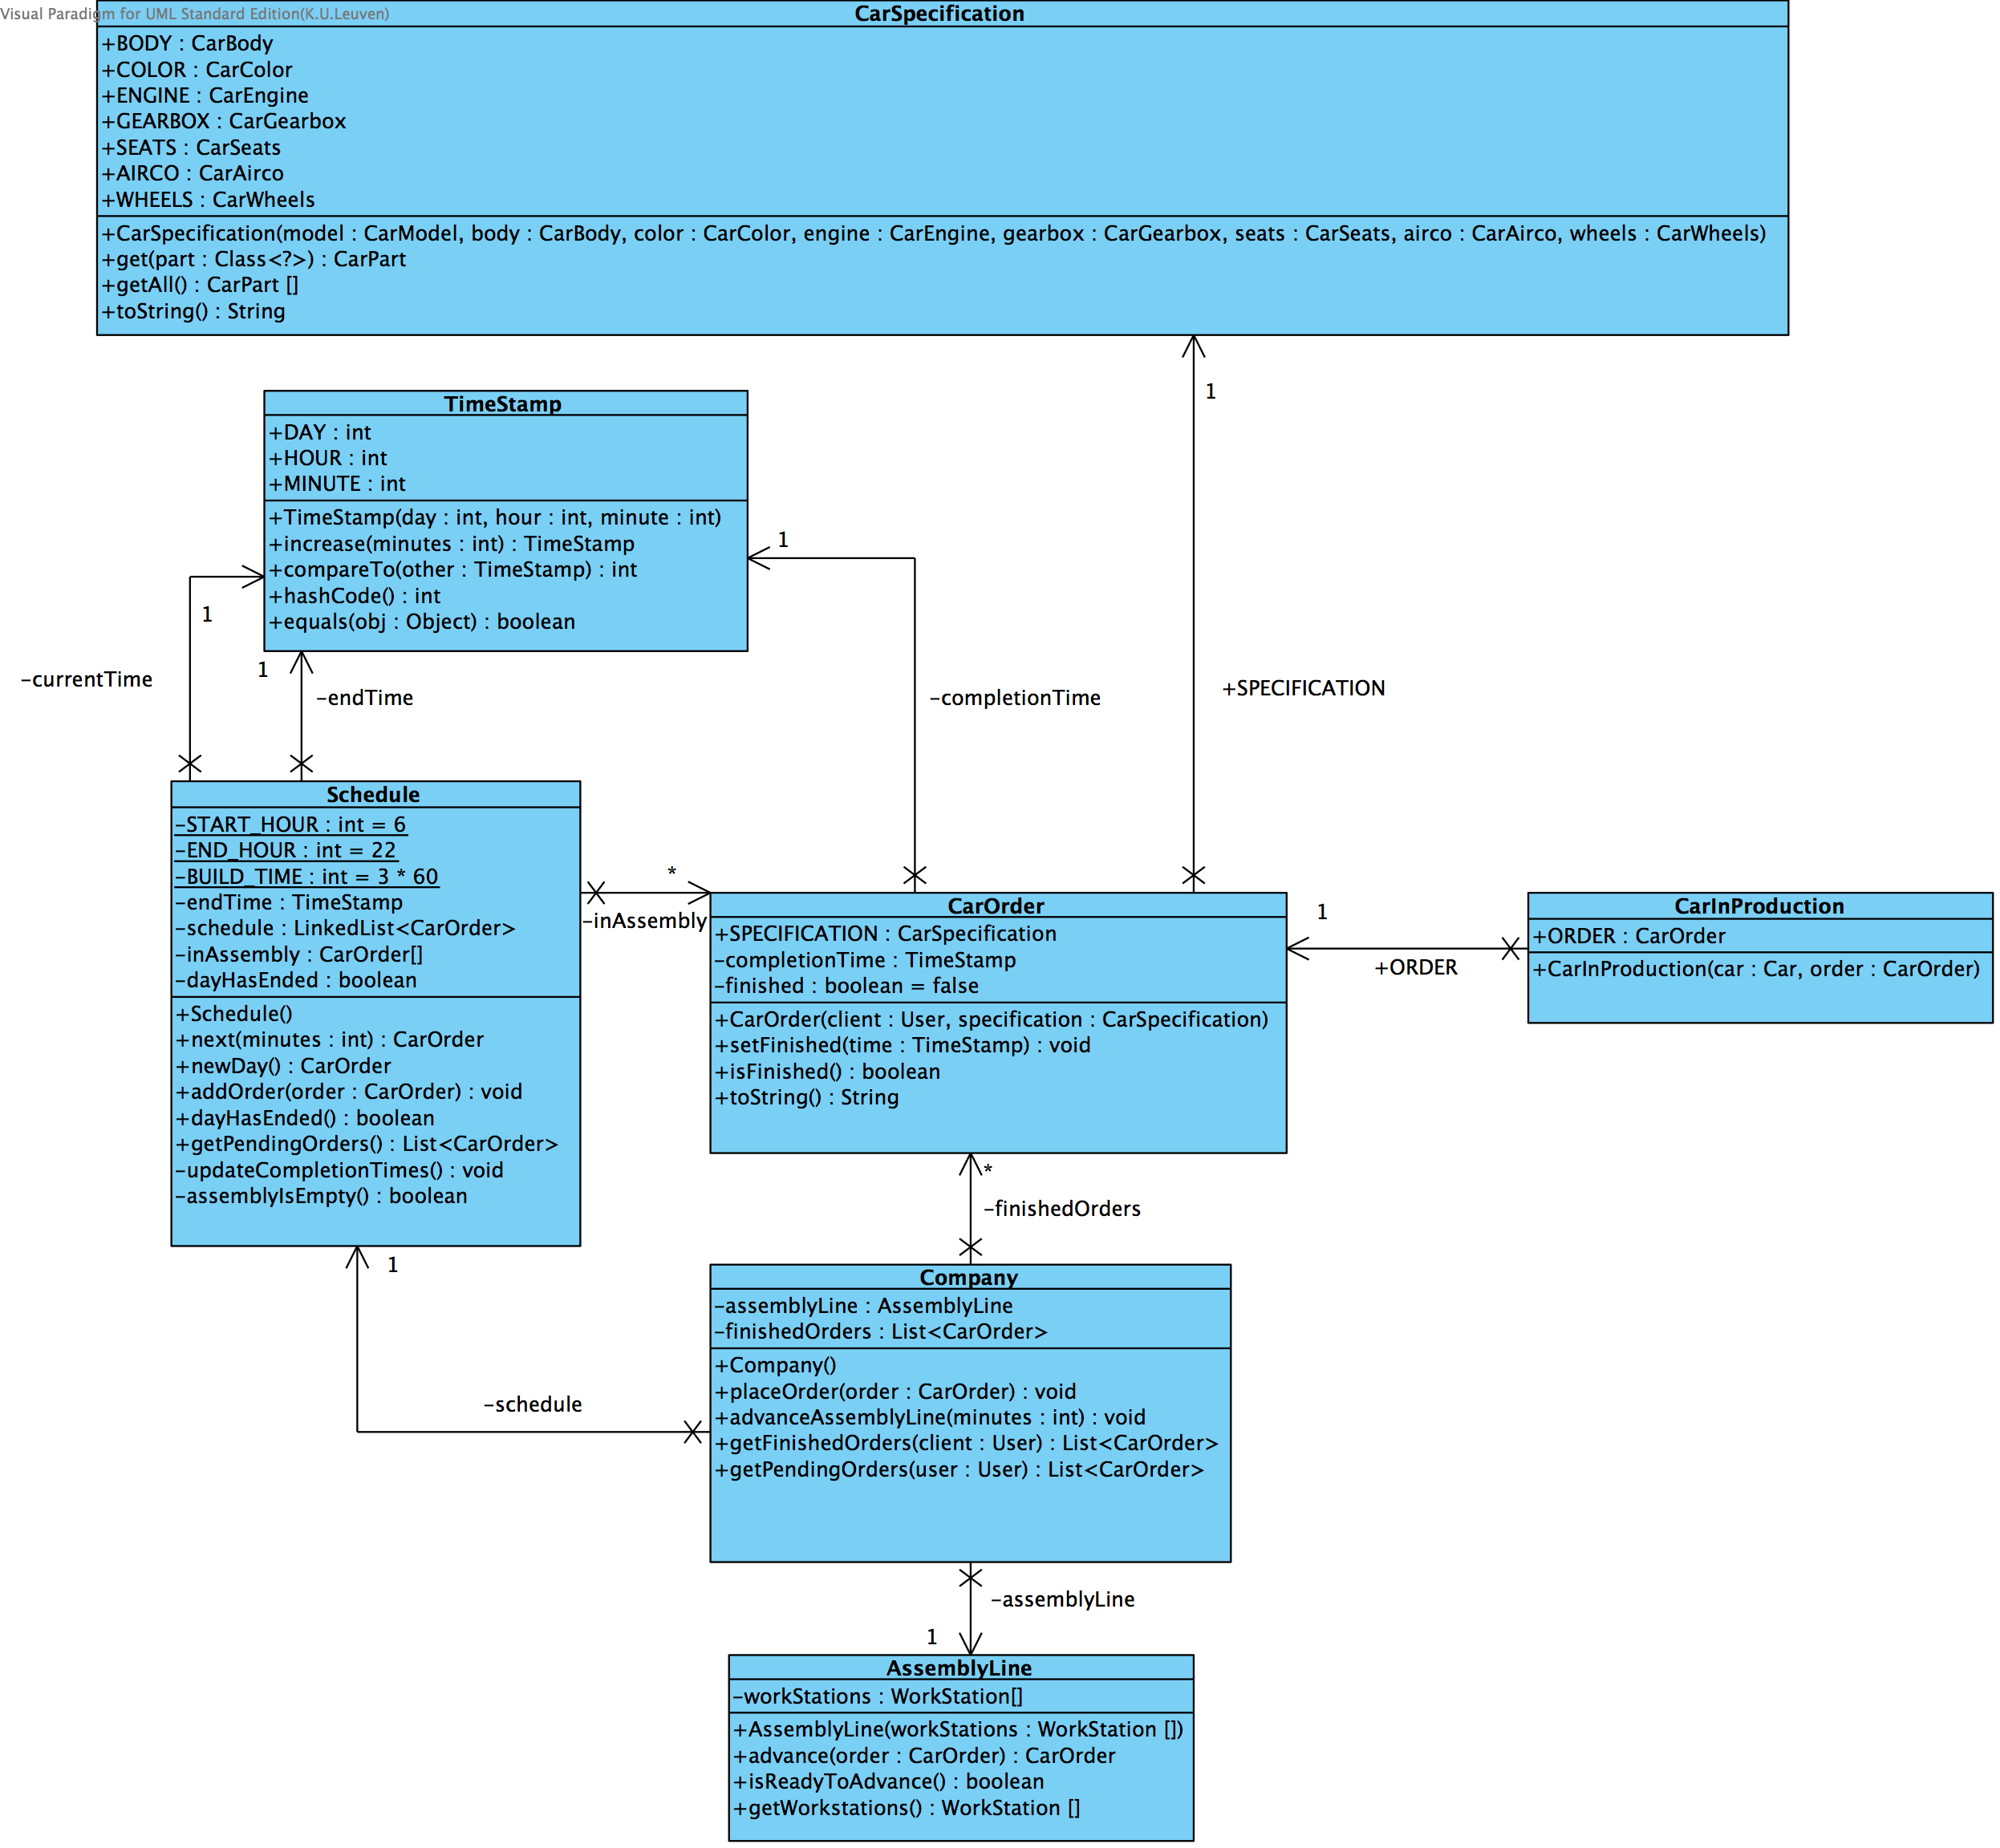 Visual Paradigm for UML Standard Edition(K.U.Leuven)
CarSpecification
+BODY : CarBody
+COLOR : CarColor
+ENGINE : CarEngine
+GEARBOX : CarGearbox
+SEATS : CarSeats
+AIRCO : CarAirco
+WHEELS : CarWheels
+CarSpecification(model : CarModel, body : CarBody, color : CarColor, engine : CarEngine, gearbox : CarGearbox, seats : CarSeats, airco : CarAirco, wheels : CarWheels)
+get(part : Class<?>) : CarPart
+getAll() : CarPart []
+toString() : String
1
TimeStamp
+DAY : int
+HOUR : int
+MINUTE : int
+TimeStamp(day : int, hour : int, minute : int)
+increase(minutes : int) : TimeStamp
+compareTo(other : TimeStamp) : int
+hashCode() : int
+equals(obj : Object) : boolean
1
1
1
-currentTime
-endTime
-completionTime
+SPECIFICATION
Schedule
-START_HOUR : int = 6
-END_HOUR : int = 22
-BUILD_TIME : int = 3 * 60
-endTime : TimeStamp
-schedule : LinkedList<CarOrder>
-inAssembly : CarOrder[]
-dayHasEnded : boolean
+Schedule()
+next(minutes : int) : CarOrder
+newDay() : CarOrder
+addOrder(order : CarOrder) : void
+dayHasEnded() : boolean
+getPendingOrders() : List<CarOrder>
-updateCompletionTimes() : void
-assemblyIsEmpty() : boolean
*
-inAssembly
CarOrder
+SPECIFICATION : CarSpecification
-completionTime : TimeStamp
-finished : boolean = false
+CarOrder(client : User, specification : CarSpecification)
+setFinished(time : TimeStamp) : void
+isFinished() : boolean
+toString() : String
1
+ORDER
CarInProduction
+ORDER : CarOrder
+CarInProduction(car : Car, order : CarOrder)
*
-finishedOrders
1
-schedule
Company
-assemblyLine : AssemblyLine
-finishedOrders : List<CarOrder>
+Company()
+placeOrder(order : CarOrder) : void
+advanceAssemblyLine(minutes : int) : void
+getFinishedOrders(client : User) : List<CarOrder>
+getPendingOrders(user : User) : List<CarOrder>
-assemblyLine
1
AssemblyLine
-workStations : WorkStation[]
+AssemblyLine(workStations : WorkStation [])
+advance(order : CarOrder) : CarOrder
+isReadyToAdvance() : boolean
+getWorkstations() : WorkStation []